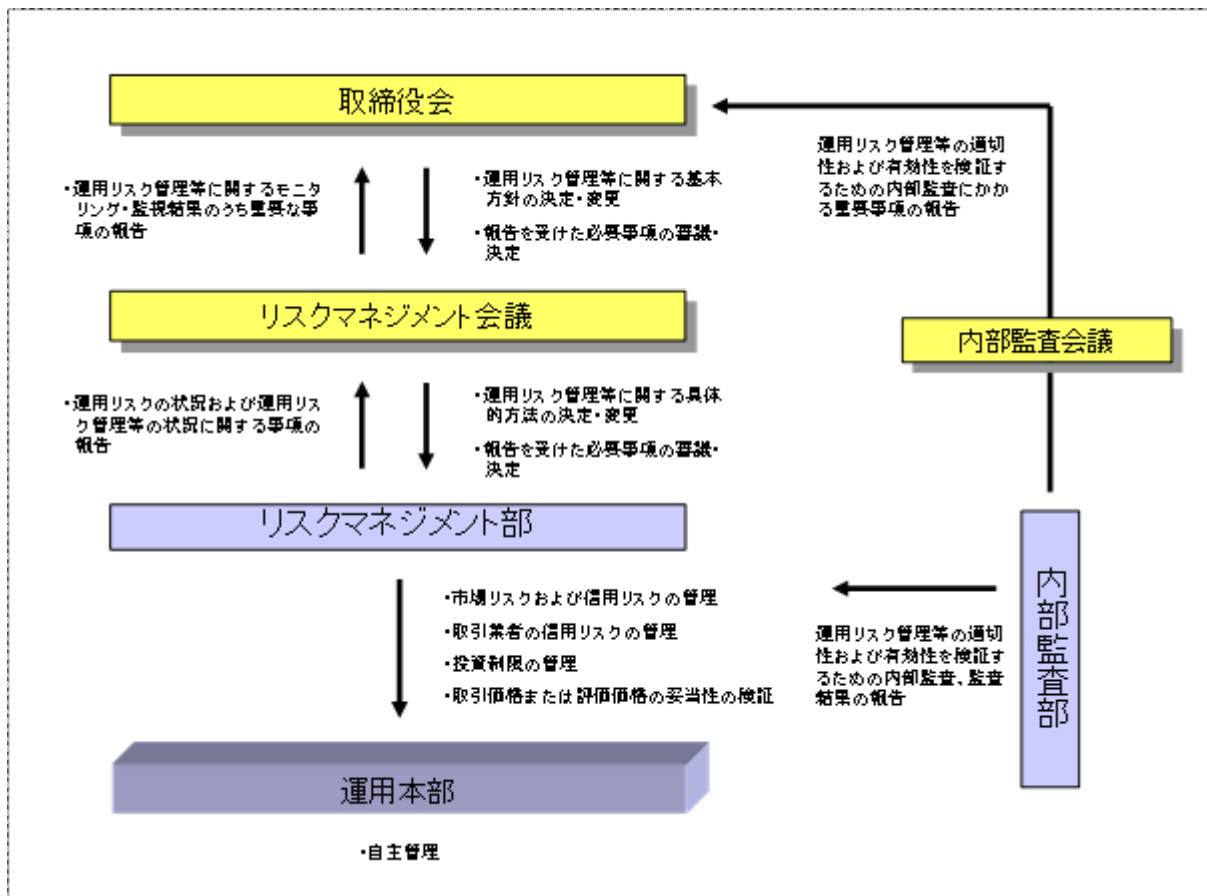 取締役会
・運用リスク管理等に関するモニ
タリング・監視結果のうち重要な事
項の報告
・運用リスク管理等に関する基本
方針の決定・変更
・報告を受けた必要事項の審議・
決定
運用リスク管理等の適切
性および有効性を検証す
るための内部監査にかか
る重要事項の報告
リスクマネジメント会議
内部監査会議
・運用リスクの状況および運用リス
ク管理等の状況に関する事項の
報告
・運用リスク管理等に関する具体
的方法の決定・変更
・報告を受けた必要事項の審議・
決定
リスクマネジメント部
内部監査部
・市場リスクおよび信用リスクの管理
・取引業者の信用リスクの管理
・投資制限の管理
・取引価格または評価価格の妥当性の検証
運用リスク管理等の適切
性および有効性を検証す
るための内部監査、監査
結果の報告
運用本部
・自主管理